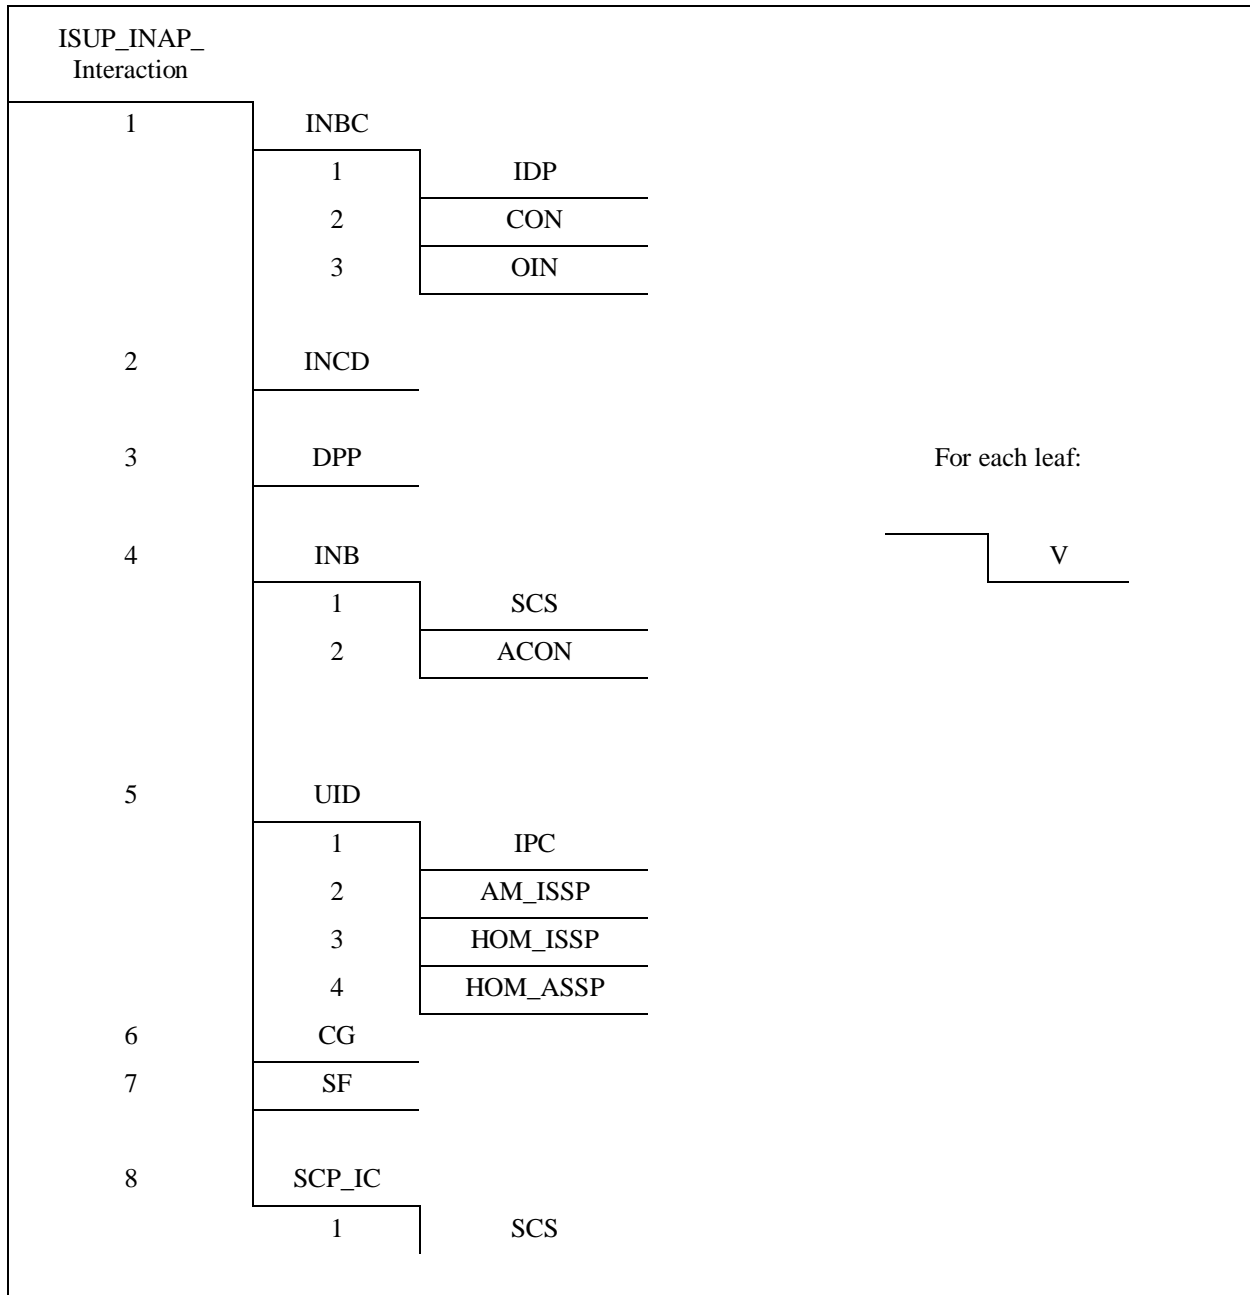 ISUP_INAP_
Interaction
1 INBC
1 IDP
2 CON
3 OIN
2 INCD
3 DPP For each leaf:
4 INB V
1 SCS
2 ACON
5 UID
1 IPC
2 AM_ISSP
3 HOM_ISSP
4 HOM_ASSP
6 CG
7 SF
8 SCP_IC
1 SCS